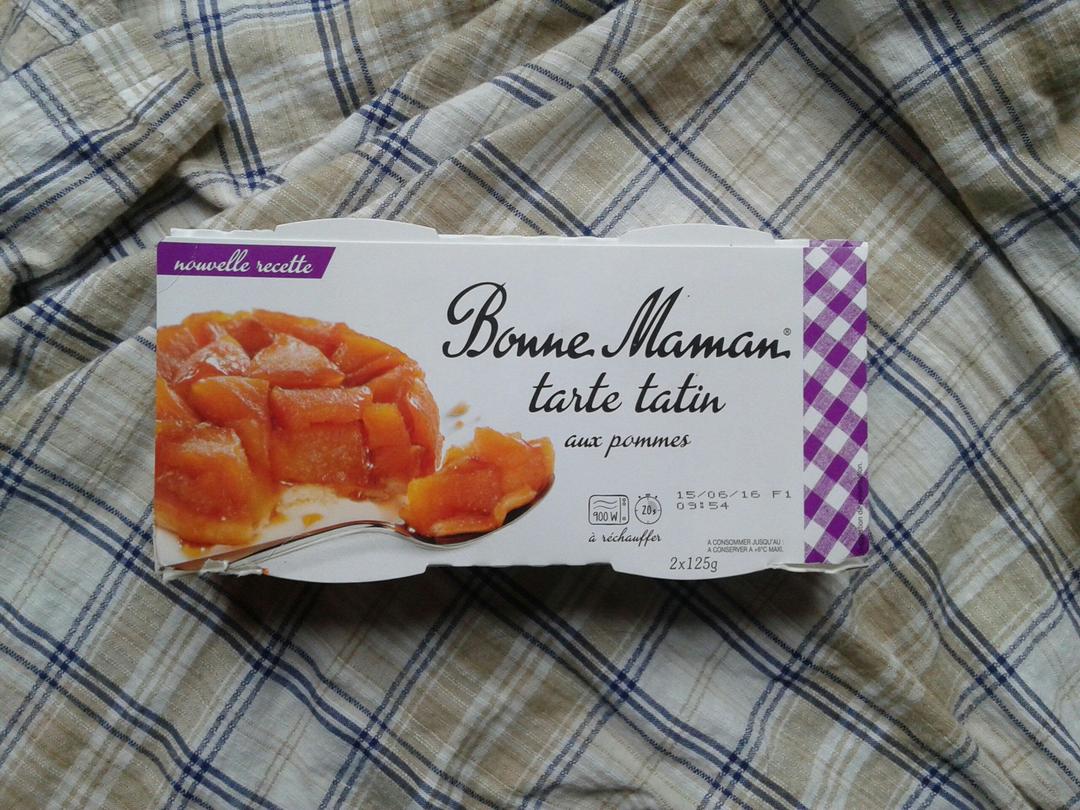 nouvelle recette
Bonne Maman®
tarte tatin
aux pommes
900 W
20s
à réchauffer
15/06/16 F1
09:54
A CONSOMMER JUSQU'AU :
A CONSERVER A +6°C MAXI.
2x125g